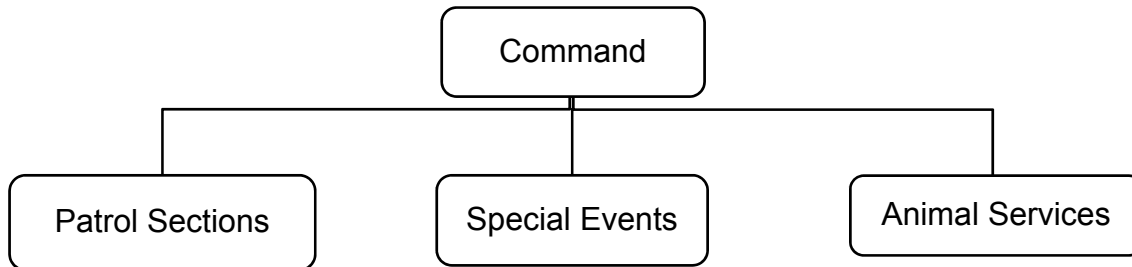 Command
Patrol Sections
Special Events
Animal Services